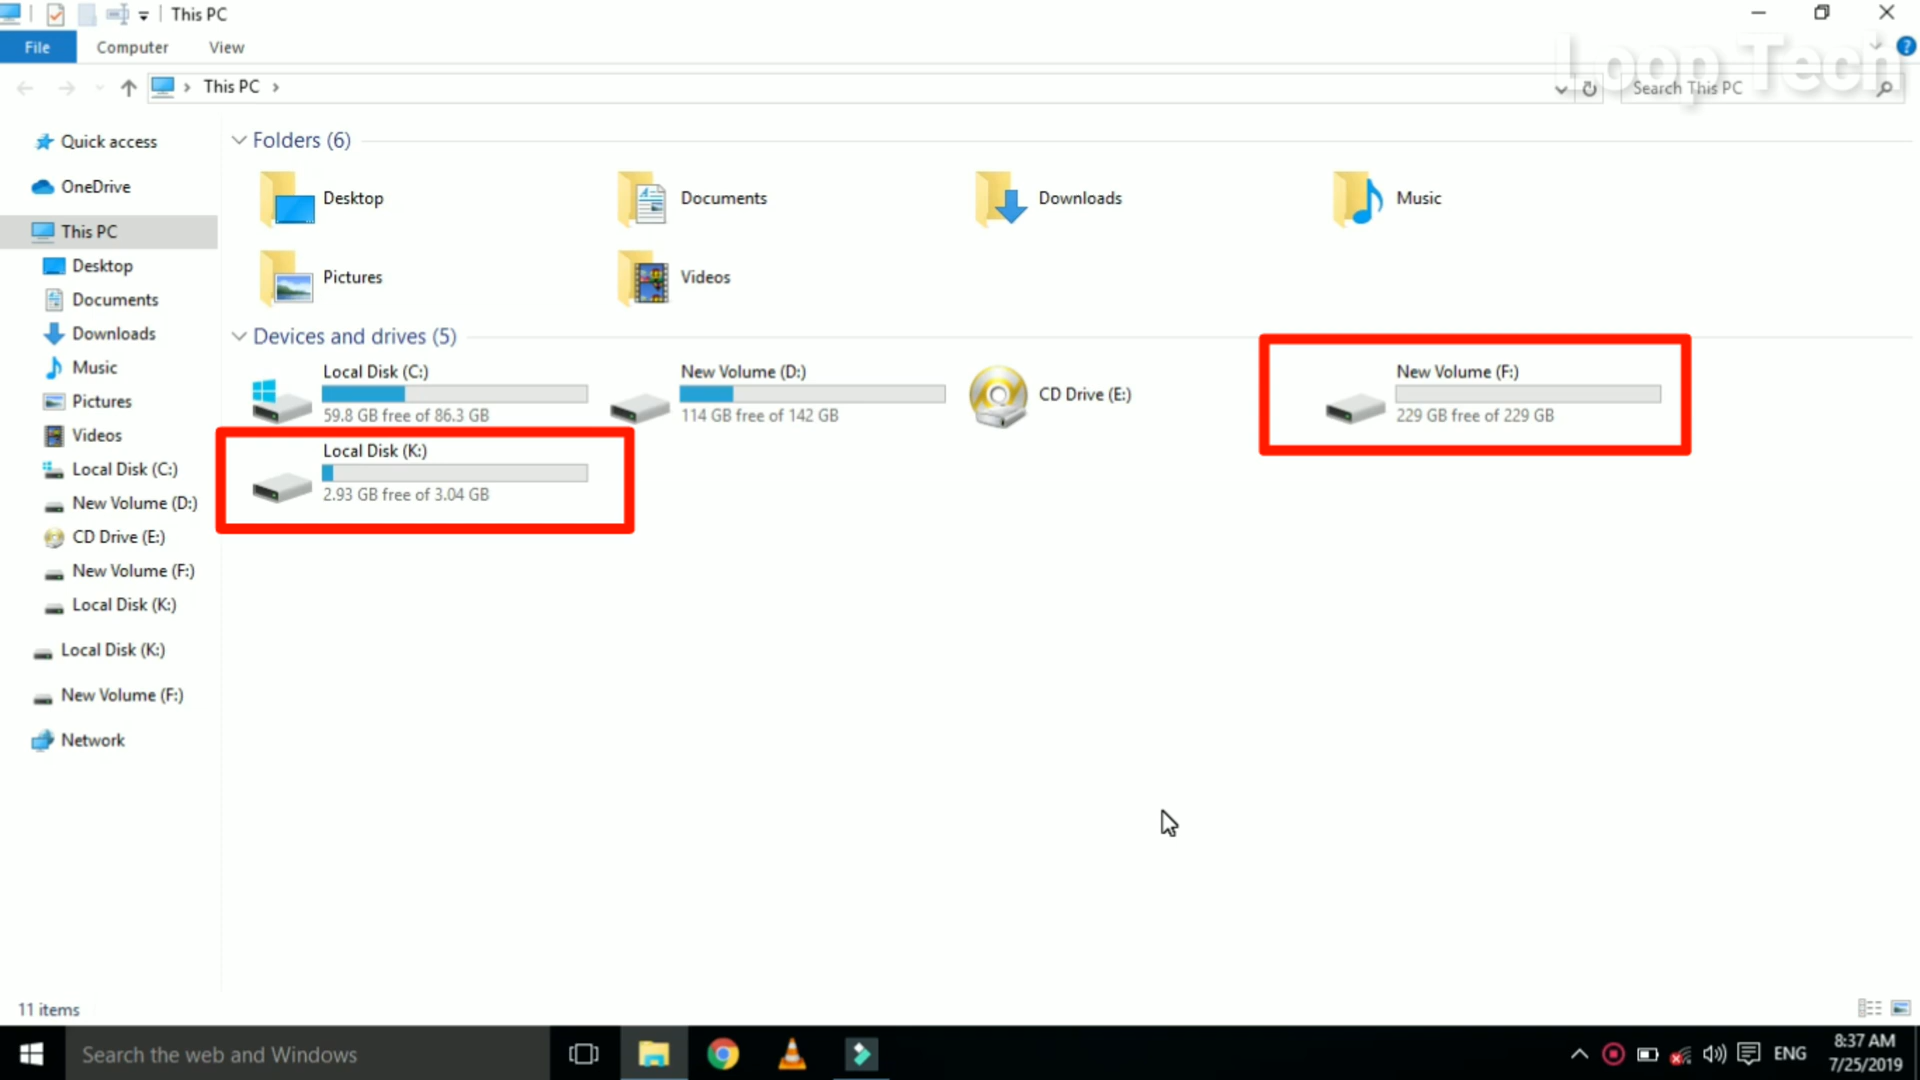 This PC
File
Computer
View
Loop Tech
This PC
Search This PC
Quick access
OneDrive
This PC
Desktop
Documents
Downloads
Music
Pictures
Videos
Local Disk (C:)
New Volume (D:)
CD Drive (E:)
New Volume (F:)
Local Disk (K:)
Local Disk (K:)
New Volume (F:)
Network
Folders (6)
Desktop
Documents
Downloads
Music
Pictures
Videos
Devices and drives (5)
Local Disk (C:)
59.8 GB free of 86.3 GB
New Volume (D:)
114 GB free of 142 GB
CD Drive (E:)
New Volume (F:)
229 GB free of 229 GB
Local Disk (K:)
2.93 GB free of 3.04 GB
11 items
Search the web and Windows
ENG
8:37 AM
7/25/2019